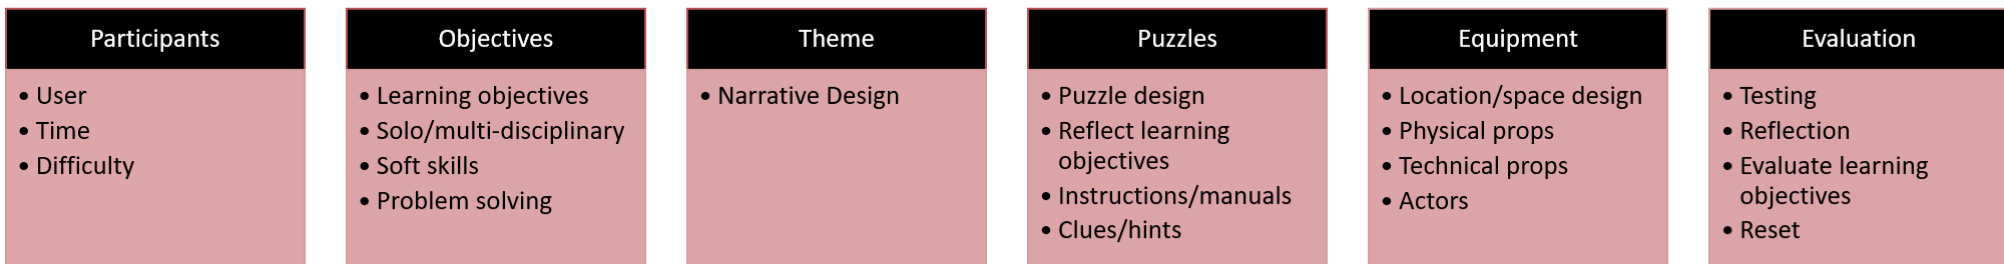 Participants
• User
• Time
• Difficulty
Objectives
• Learning objectives
• Solo/multi-disciplinary
• Soft skills
• Problem solving
Theme
• Narrative Design
Puzzles
• Puzzle design
• Reflect learning
objectives
• Instructions/manuals
• Clues/hints
Equipment
• Location/space design
• Physical props
• Technical props
• Actors
Evaluation
• Testing
• Reflection
• Evaluate learning
objectives
• Reset